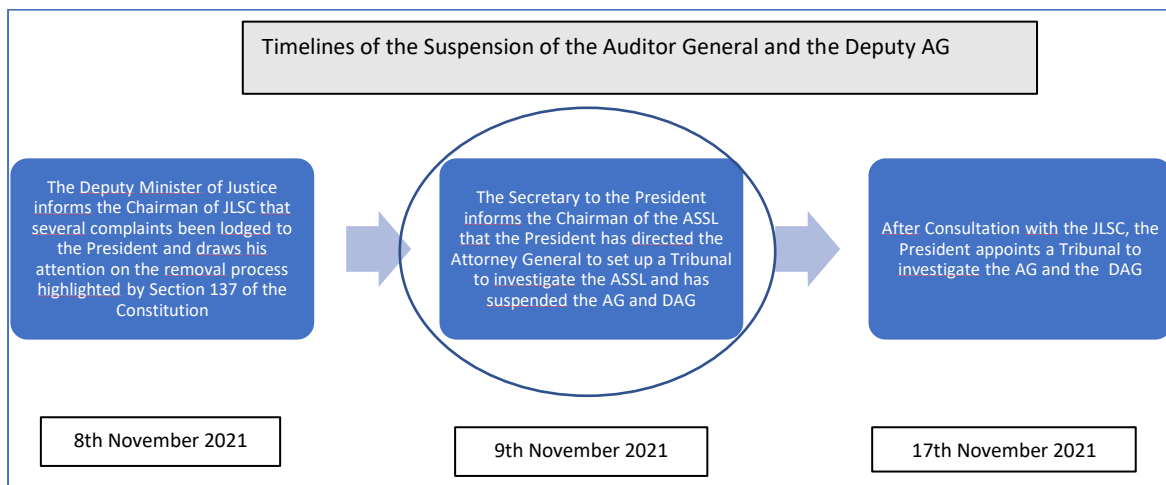 Timelines of the Suspension of the Auditor General and the Deputy AG
The Deputy Minister of Justice
informs the Chairman of JLSC that
several complaints been lodged to
the President and draws his
attention on the removal process
highlighted by Section 137 of the
Constitution
The Secretary to the President
informs the Chairman of the ASSL
that the President has directed the
Attorney General to set up a Tribunal
to investigate the ASSL and has
suspended the AG and DAG
After Consultation with the JLSC, the
President appoints a Tribunal to
investigate the AG and the DAG
8th November 2021
9th November 2021
17th November 2021